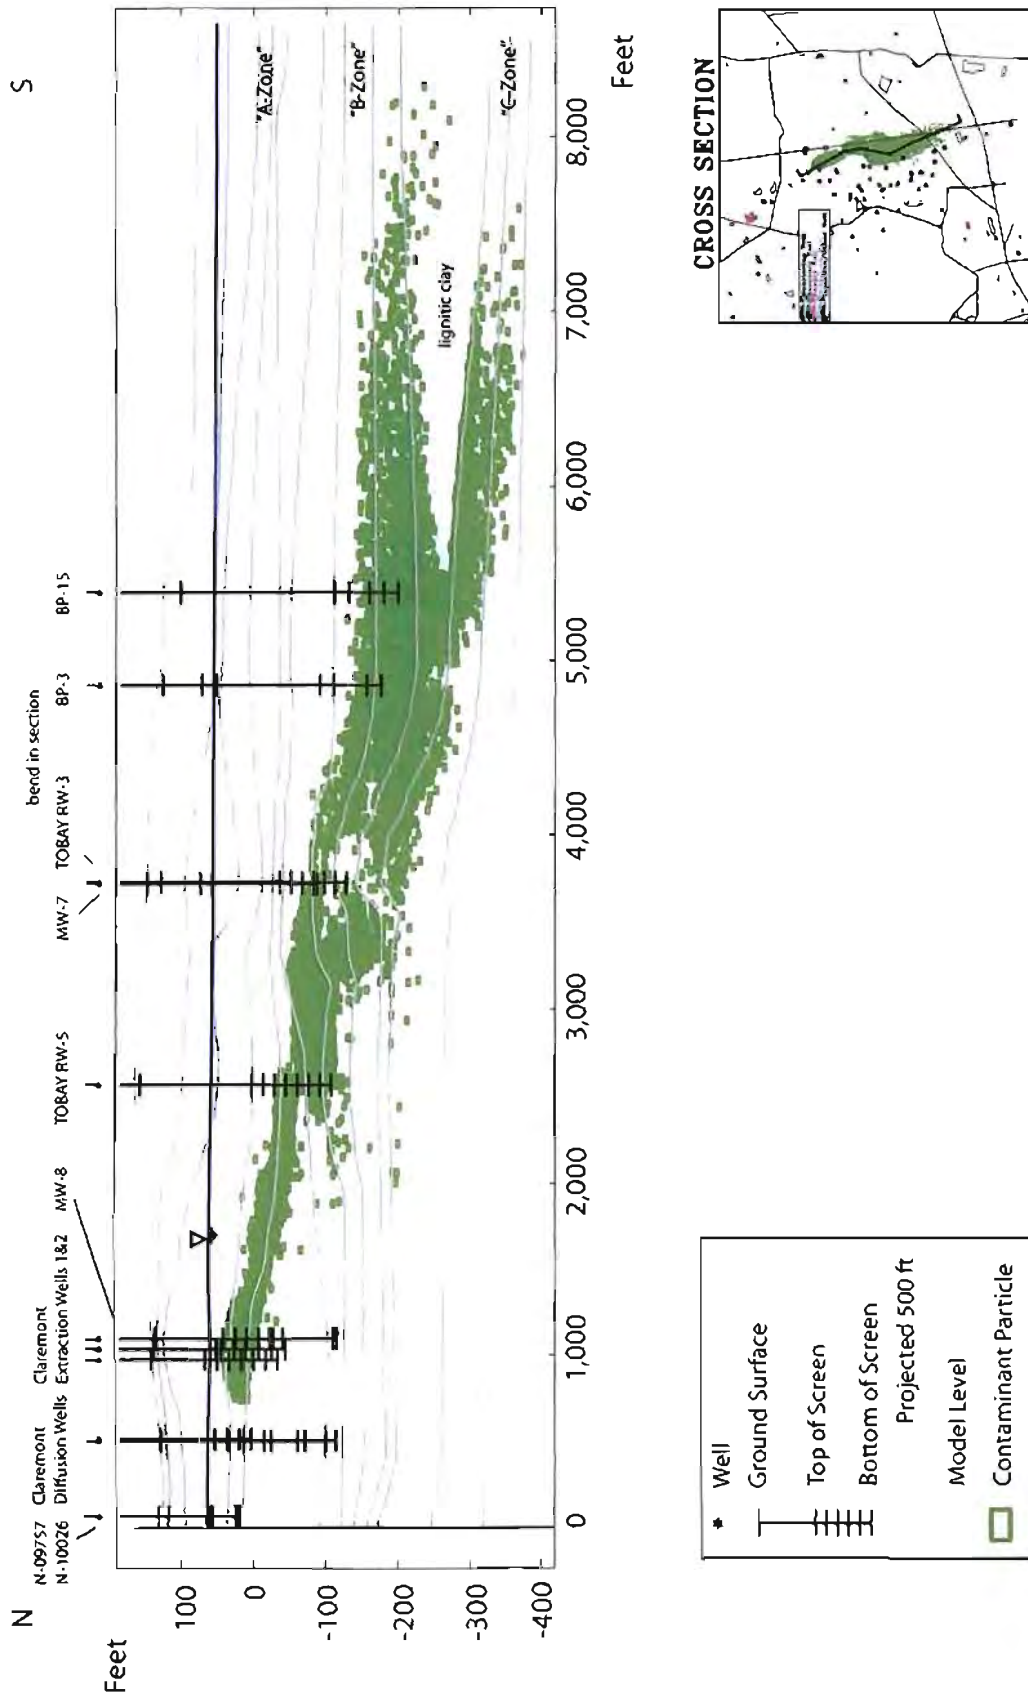 N
S
bend in section
N-09757
N-10026
Claremont
Diffusion Wells
Claremont
Extraction Wells 1&2
MW-8
TOBAY RW-5
MW-7
TOBAY RW-3
BP-3
BP-15
Feet
100
0
-100
-200
-300
-400
"A-Zone"
"B-Zone"
"C-Zone"
lignitic clay
0
1,000
2,000
3,000
4,000
5,000
6,000
7,000
8,000
Feet
Well
Ground Surface
Top of Screen
Bottom of Screen
Projected 500 ft
Model Level
Contaminant Particle
CROSS SECTION